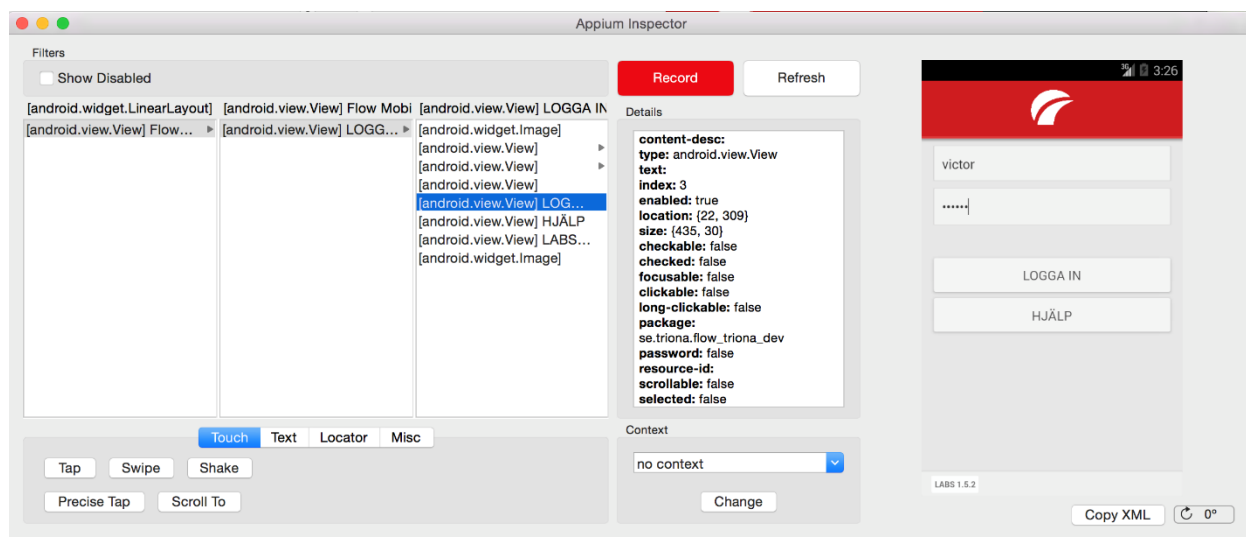 Appium Inspector
Filters
Show Disabled
[android.widget.LinearLayout]
[android.view.View] Flow Mobi
[android.view.View] LOGGA IN
[android.view.View] Flow...
[android.view.View] LOGG...
[android.widget.Image]
[android.view.View]
[android.view.View]
[android.view.View]
[android.view.View] LOG...
[android.view.View] HJÄLP
[android.view.View] LABS...
[android.widget.Image]
Touch
Text
Locator
Misc
Tap
Swipe
Shake
Precise Tap
Scroll To
Record
Refresh
Details
content-desc:
type: android.view.View
text:
index: 3
enabled: true
location: {22, 309}
size: {435, 30}
checkable: false
checked: false
focusable: false
clickable: false
long-clickable: false
package:
se.triona.flow_triona_dev
password: false
resource-id:
scrollable: false
selected: false
Context
no context
Change
3G 3:26
victor
••••••
LOGGA IN
HJÄLP
LABS 1.5.2
Copy XML
0°